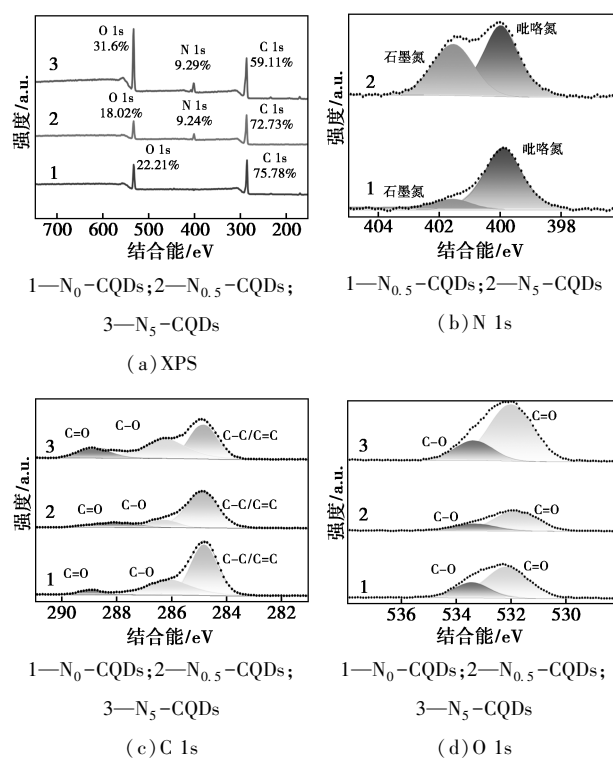 O 1s
31.6%
N 1s
9.29%
C 1s
59.11%
3
O 1s
18.02%
N 1s
9.24%
C 1s
72.73%
2
O 1s
22.21%
C 1s
75.78%
1
强度/a.u.
700 600 500 400 300 200
结合能/eV
1—N₀-CQDs;2—N₀.₅-CQDs;
3—N₅-CQDs
(a)XPS
石墨氮
吡咯氮
2
石墨氮
吡咯氮
1
强度/a.u.
404 402 400 398
结合能/eV
1—N₀.₅-CQDs;2—N₅-CQDs
(b)N 1s
C=O
C-O
C-C/C=C
3
C=O
C-O
C-C/C=C
2
C=O
C-O
C-C/C=C
1
强度/a.u.
290 288 286 284 282
结合能/eV
1—N₀-CQDs;2—N₀.₅-CQDs;
3—N₅-CQDs
(c)C 1s
C-O
C=O
3
C-O
C=O
2
C-O
C=O
1
强度/a.u.
536 534 532 530
结合能/eV
1—N₀-CQDs;2—N₀.₅-CQDs;
3—N₅-CQDs
(d)O 1s